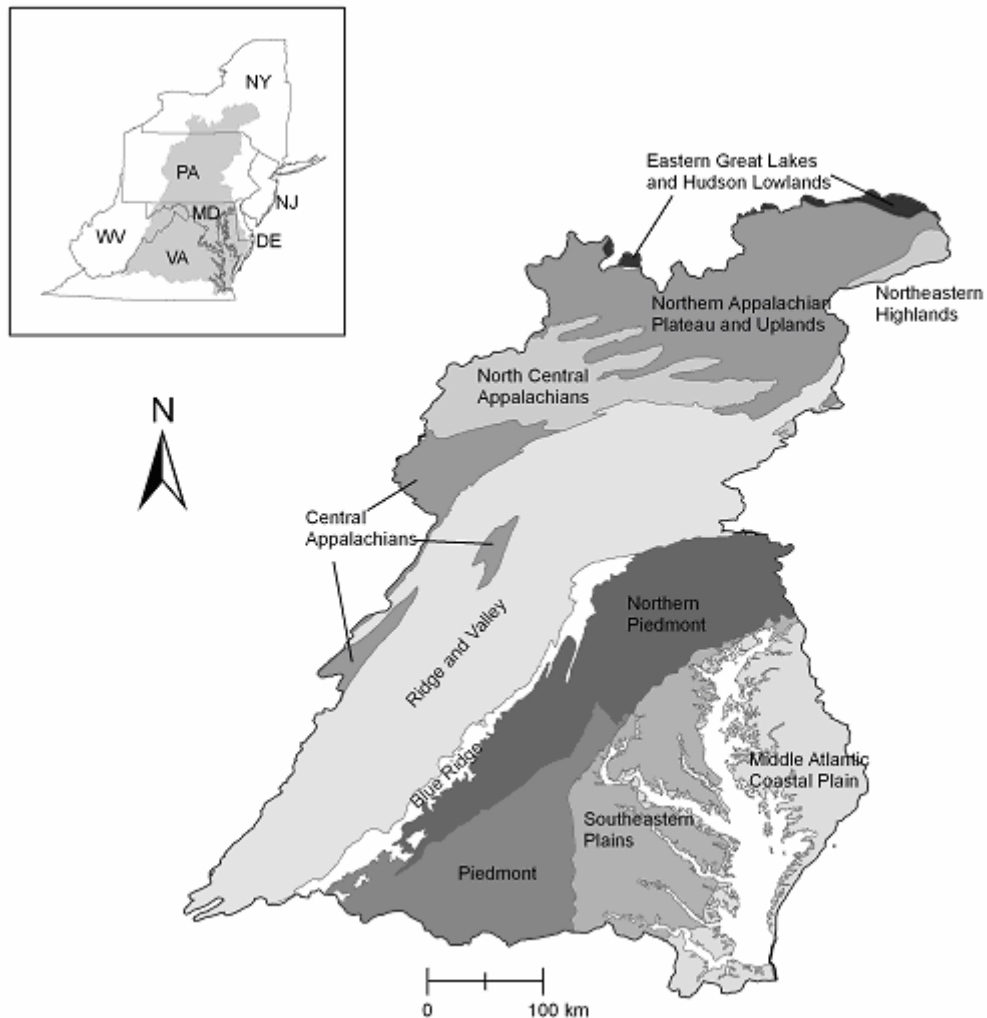 NY
PA
NJ
MD
WV
DE
VA
Eastern Great Lakes
and Hudson Lowlands
Northeastern
Highlands
Northern Appalachian
Plateau and Uplands
North Central
Appalachians
N
Central
Appalachians
Northern
Piedmont
Ridge and Valley
Blue Ridge
Middle Atlantic
Coastal Plain
Southeastern
Plains
Piedmont
0
100 km